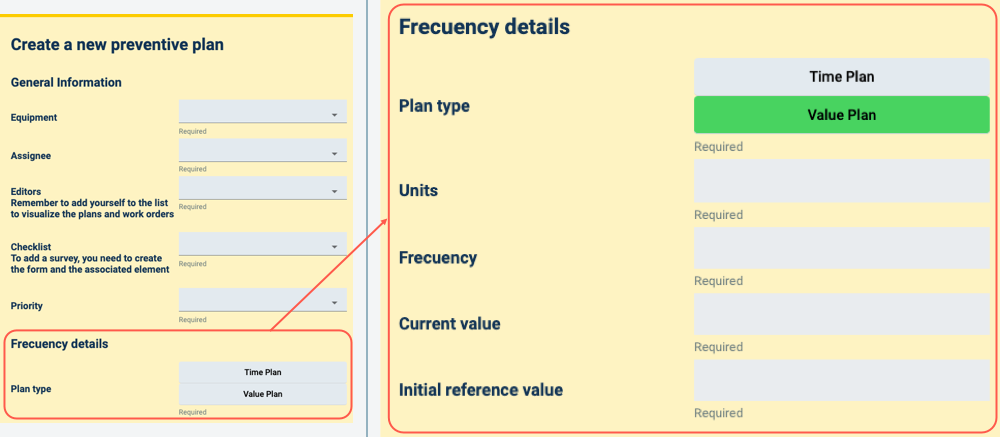 Create a new preventive plan
General Information
Equipment
Required
Assignee
Required
Editors
Remember to add yourself to the list
to visualize the plans and work orders
Required
Checklist
To add a survey, you need to create
the form and the associated element
Required
Priority
Required
Frecuency details
Plan type
Time Plan
Value Plan
Required
Frecuency details
Plan type
Time Plan
Value Plan
Required
Units
Required
Frecuency
Required
Current value
Required
Initial reference value
Required